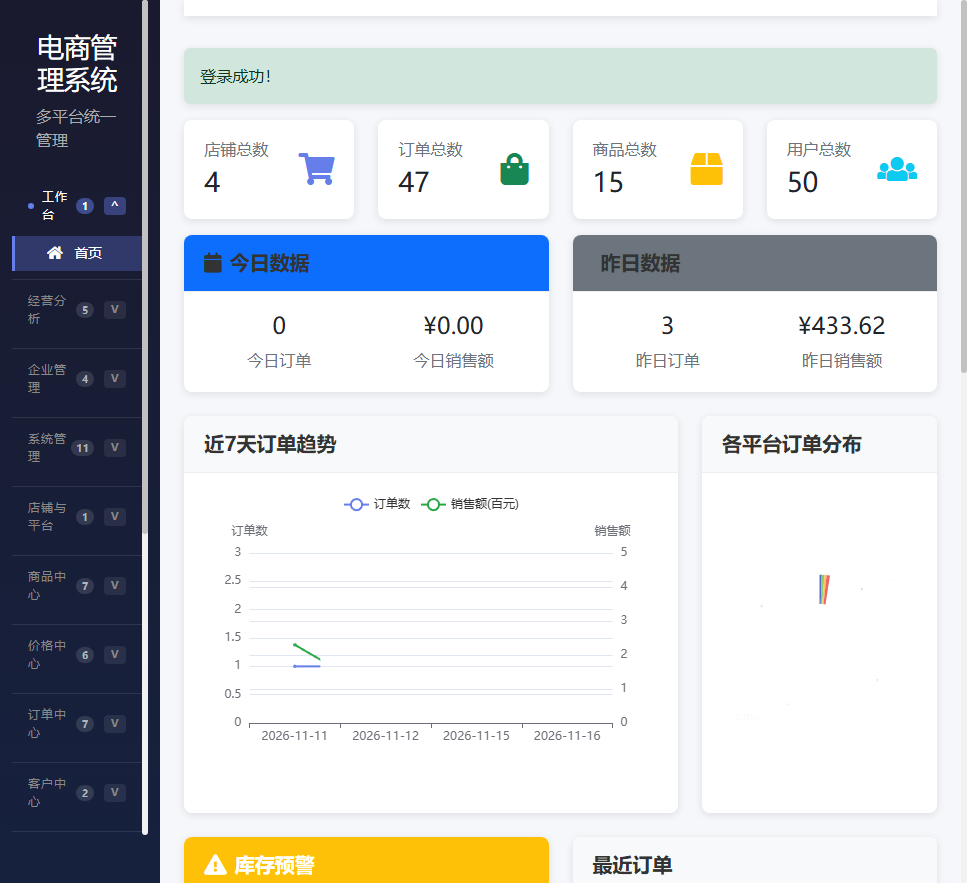 电商管
理系统
多平台统一
管理
工作
台
1
^
首页
经营分
析
5
V
企业管
理
4
V
系统管
理
11
V
店铺与
平台
1
V
商品中
心
7
V
价格中
心
6
V
订单中
心
7
V
客户中
心
2
V
登录成功！
店铺总数
4
订单总数
47
商品总数
15
用户总数
50
今日数据
0
今日订单
¥0.00
今日销售额
昨日数据
3
昨日订单
¥433.62
昨日销售额
近7天订单趋势
订单数 销售额(百元)
订单数 销售额
3
2.5
2
1.5
1
0.5
0
5
4
3
2
1
0
2026-11-11 2026-11-12 2026-11-15 2026-11-16
各平台订单分布
库存预警
最近订单